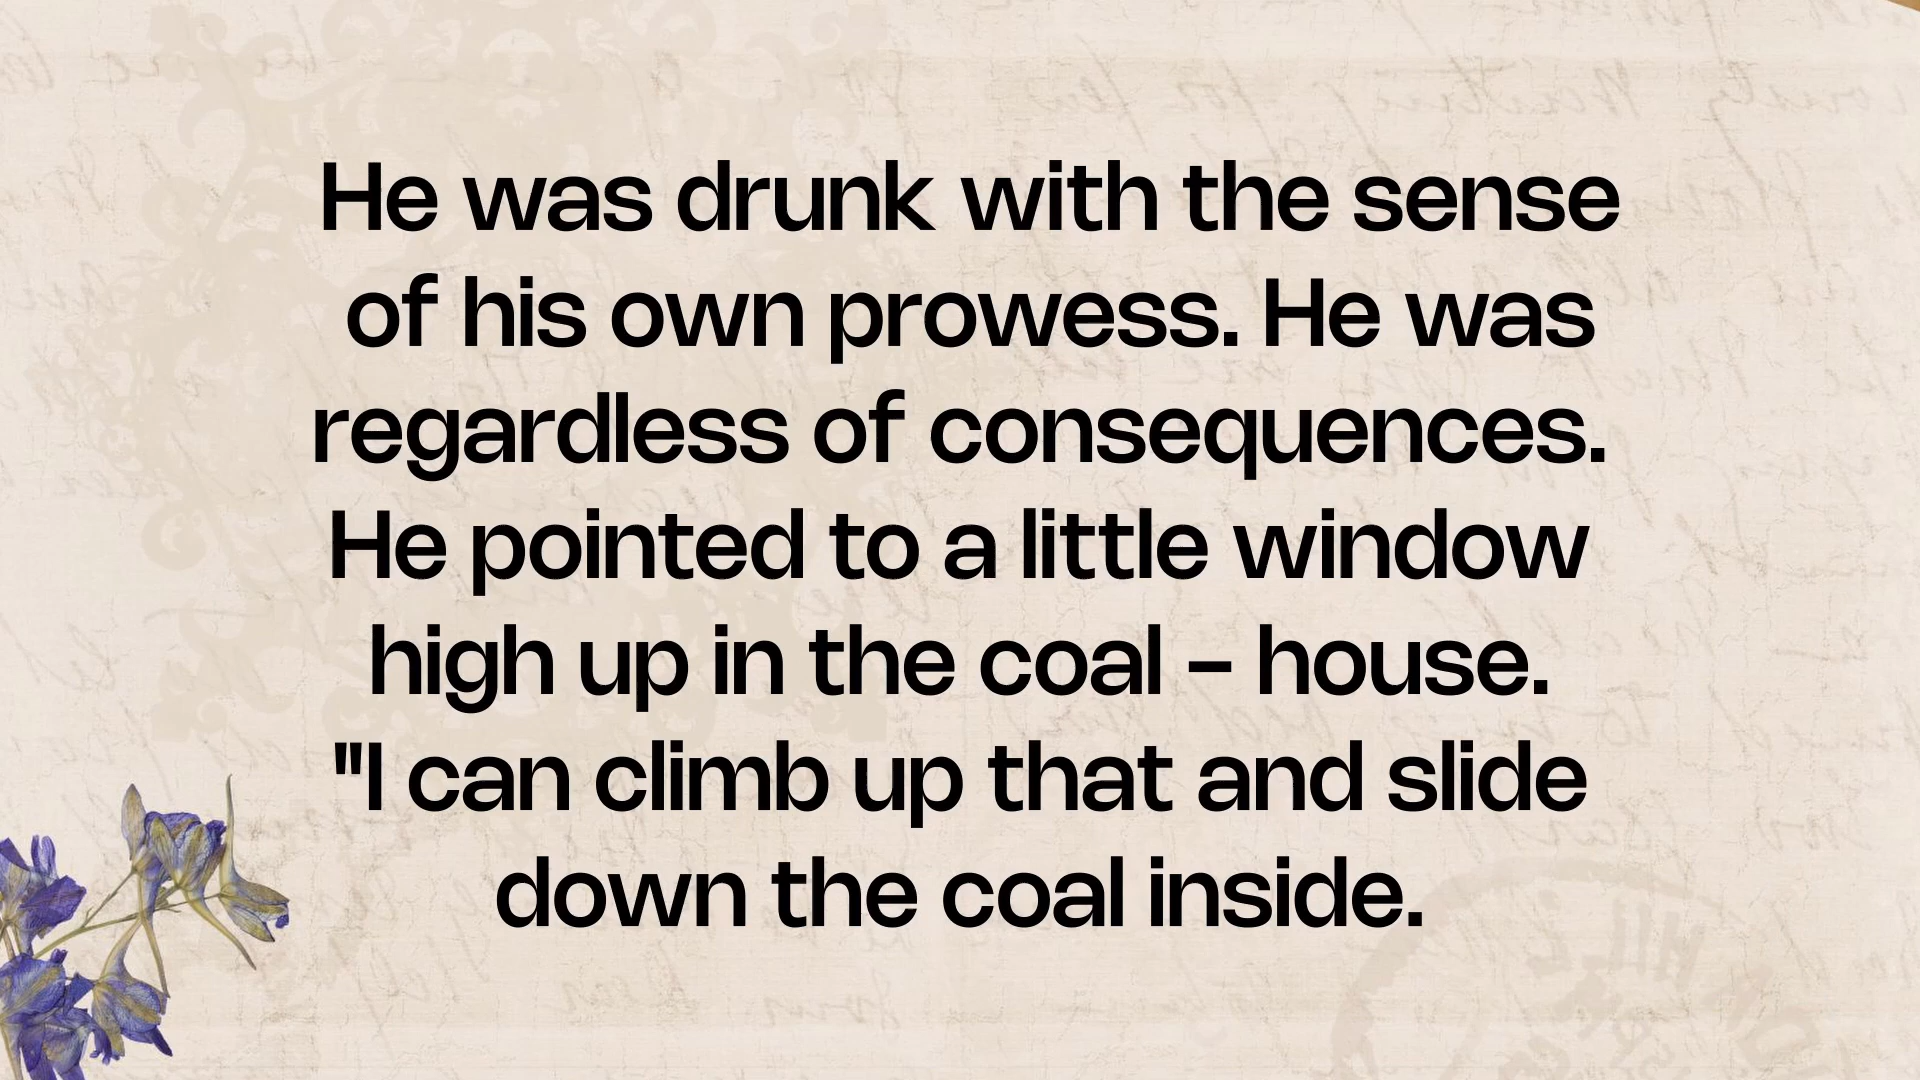 He was drunk with the sense
of his own prowess. He was
regardless of consequences.
He pointed to a little window
high up in the coal – house.
"I can climb up that and slide
down the coal inside.